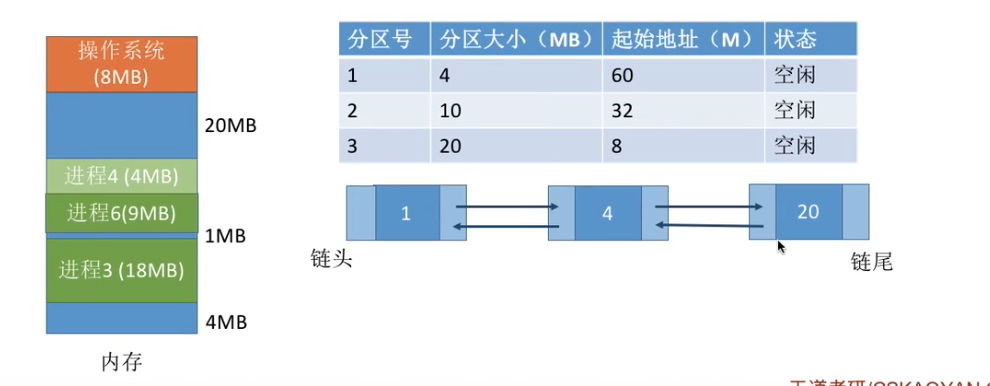 操作系统
(8MB)
20MB
进程4 (4MB)
进程6(9MB)
1MB
进程3 (18MB)
4MB
内存
分区号 分区大小（MB） 起始地址（M） 状态
1 4 60 空闲
2 10 32 空闲
3 20 8 空闲
1 4 20
链头
链尾